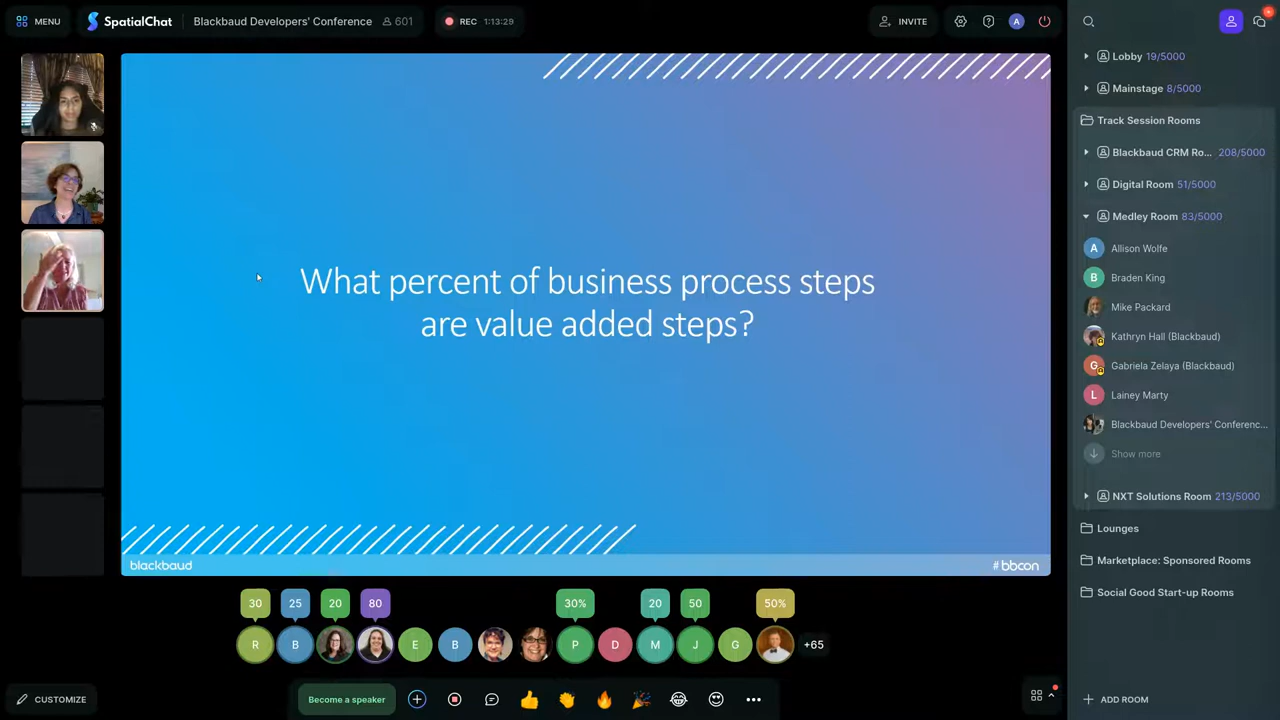 MENU
SpatialChat
Blackbaud Developers' Conference 601
REC 1:13:29
INVITE
A
Lobby 19/5000
Mainstage 8/5000
Track Session Rooms
Blackbaud CRM Ro... 208/5000
Digital Room 51/5000
Medley Room 83/5000
A Allison Wolfe
B Braden King
Mike Packard
Kathryn Hall (Blackbaud)
G Gabriela Zelaya (Blackbaud)
L Lainey Marty
Blackbaud Developers' Conferenc...
Show more
NXT Solutions Room 213/5000
Lounges
Marketplace: Sponsored Rooms
Social Good Start-up Rooms
ADD ROOM
What percent of business process steps
are value added steps?
blackbaud
#bbcon
30 25 20 80 30% 20 50 50%
R B E B P D M J G +65
CUSTOMIZE
Become a speaker